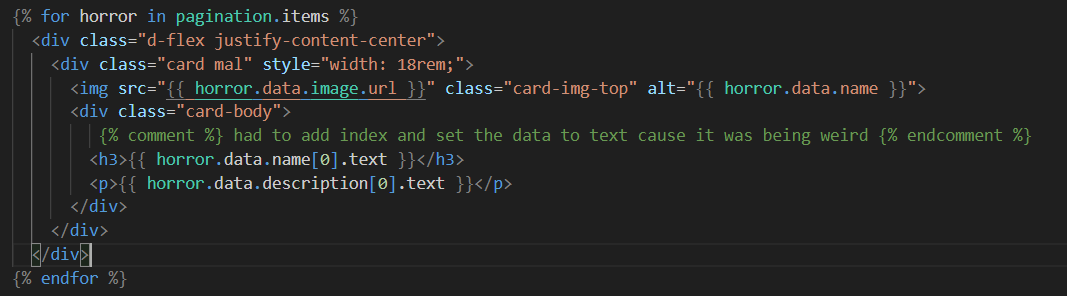 {% for horror in pagination.items %}
<div class="d-flex justify-content-center">
<div class="card mal" style="width: 18rem;">
<img src="{{ horror.data.image.url }}" class="card-img-top" alt="{{ horror.data.name }}">
<div class="card-body">
{% comment %} had to add index and set the data to text cause it was being weird {% endcomment %}
<h3>{{ horror.data.name[0].text }}</h3>
<p>{{ horror.data.description[0].text }}</p>
</div>
</div>
</div>
{% endfor %}